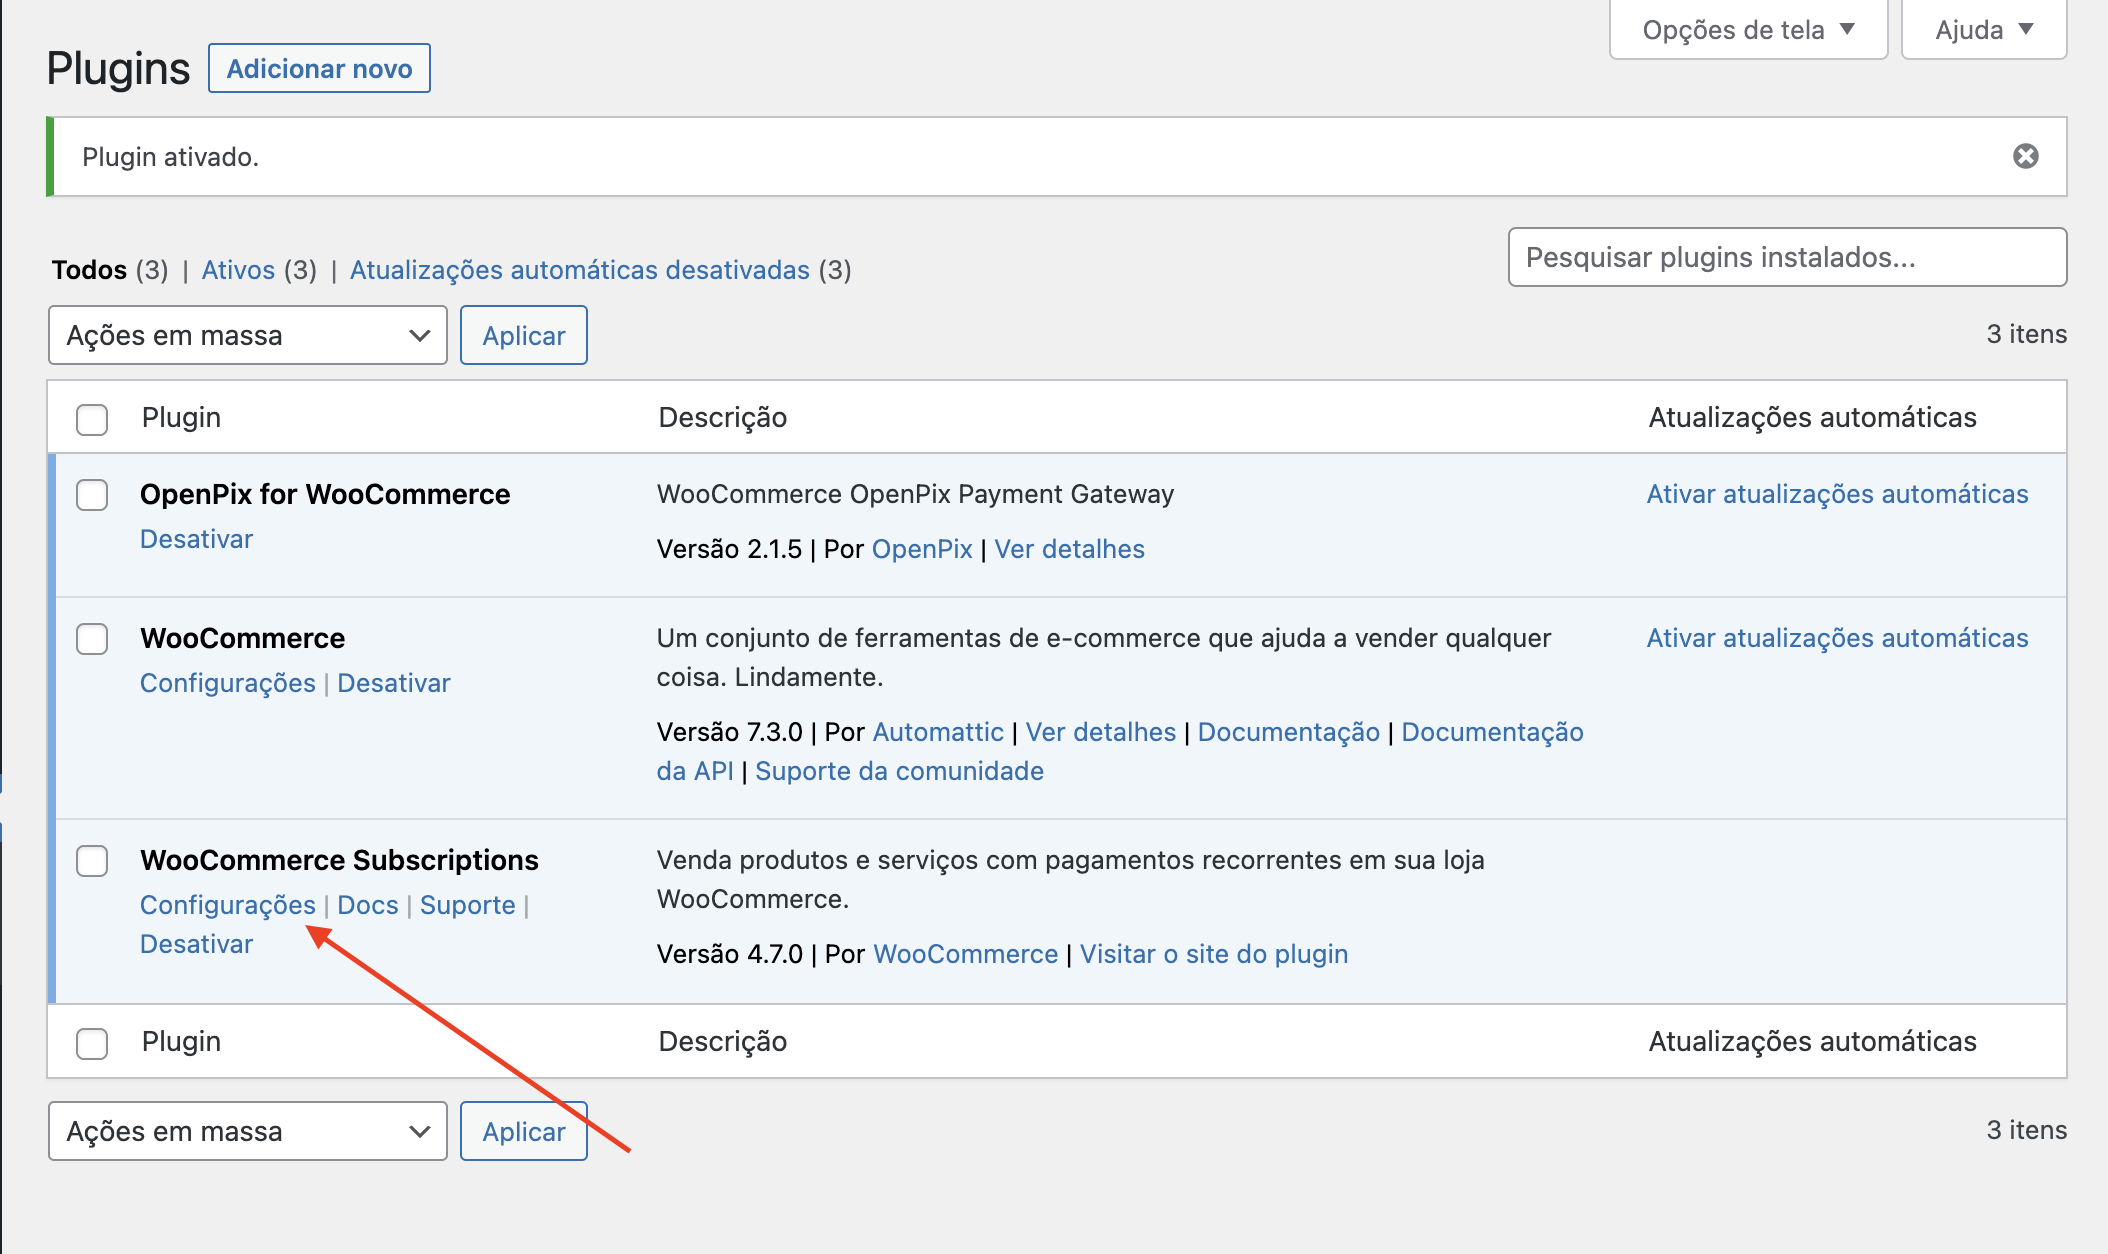 Opções de tela ▼
Ajuda ▼
Plugins
Adicionar novo
Plugin ativado.
Todos (3) | Ativos (3) | Atualizações automáticas desativadas (3)
Pesquisar plugins instalados...
Ações em massa
Aplicar
3 itens
Plugin
Descrição
Atualizações automáticas
OpenPix for WooCommerce
Desativar
WooCommerce OpenPix Payment Gateway
Versão 2.1.5 | Por OpenPix | Ver detalhes
Ativar atualizações automáticas
WooCommerce
Configurações | Desativar
Um conjunto de ferramentas de e-commerce que ajuda a vender qualquer
coisa. Lindamente.
Versão 7.3.0 | Por Automattic | Ver detalhes | Documentação | Documentação
da API | Suporte da comunidade
Ativar atualizações automáticas
WooCommerce Subscriptions
Configurações | Docs | Suporte |
Desativar
Venda produtos e serviços com pagamentos recorrentes em sua loja
WooCommerce.
Versão 4.7.0 | Por WooCommerce | Visitar o site do plugin
Plugin
Descrição
Atualizações automáticas
Ações em massa
Aplicar
3 itens